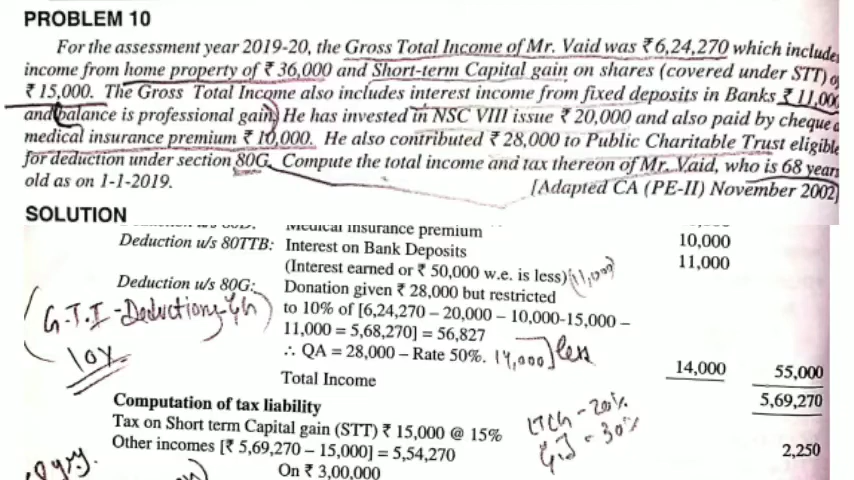 PROBLEM 10
For the assessment year 2019-20, the Gross Total Income of Mr. Vaid was ₹ 6,24,270 which includes
income from home property of ₹ 36,000 and Short-term Capital gain on shares (covered under STT) of
₹ 15,000. The Gross Total Income also includes interest income from fixed deposits in Banks ₹ 11,000
and balance is professional gain. He has invested in NSC VIII issue ₹ 20,000 and also paid by cheque
medical insurance premium ₹ 10,000. He also contributed ₹ 28,000 to Public Charitable Trust eligible
for deduction under section 80G. Compute the total income and tax thereon of Mr. Vaid, who is 68 years
old as on 1-1-2019. [Adapted CA (PE-II) November 2002]
SOLUTION
Medical insurance premium 10,000
Deduction u/s 80TTB: Interest on Bank Deposits 11,000
(Interest earned or ₹ 50,000 w.e. is less) (11,000)
Deduction u/s 80G: Donation given ₹ 28,000 but restricted
to 10% of [6,24,270 – 20,000 – 10,000-15,000 –
11,000 = 5,68,270] = 56,827
∴ QA = 28,000 – Rate 50%. 14,000] less
14,000 55,000
Total Income 5,69,270
(G.T.I - Deductions
10%
Computation of tax liability
Tax on Short term Capital gain (STT) ₹ 15,000 @ 15% 2,250
Other incomes [₹ 5,69,270 – 15,000] = 5,54,270
On ₹ 3,00,000
LTCG - 20%
= 30%